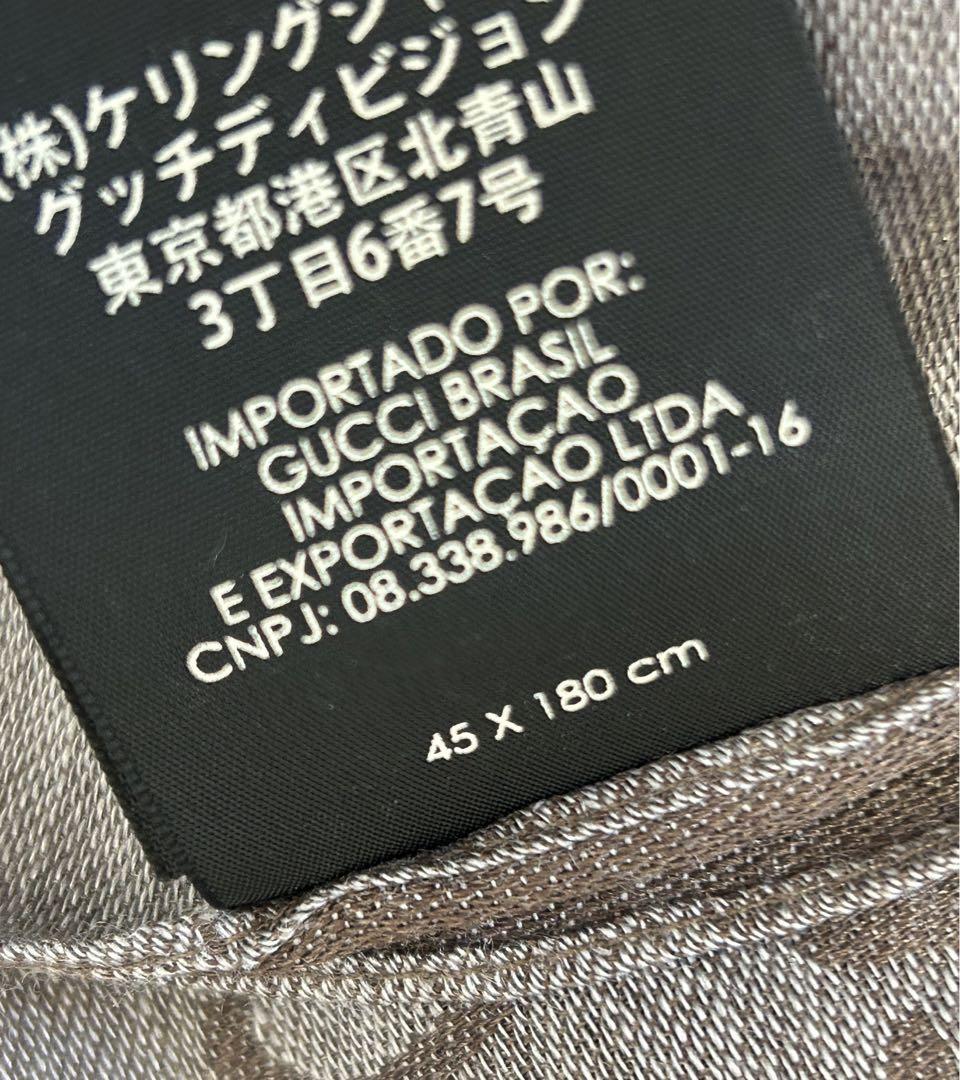 (株)ケリングジャ
グッチディビジョン
東京都港区北青山
3丁目6番7号
IMPORTADO POR:
GUCCI BRASIL
IMPORTAÇAO
E EXPORTAÇAO LTDA
CNPJ: 08.338.986/0001-16
45 X 180 cm